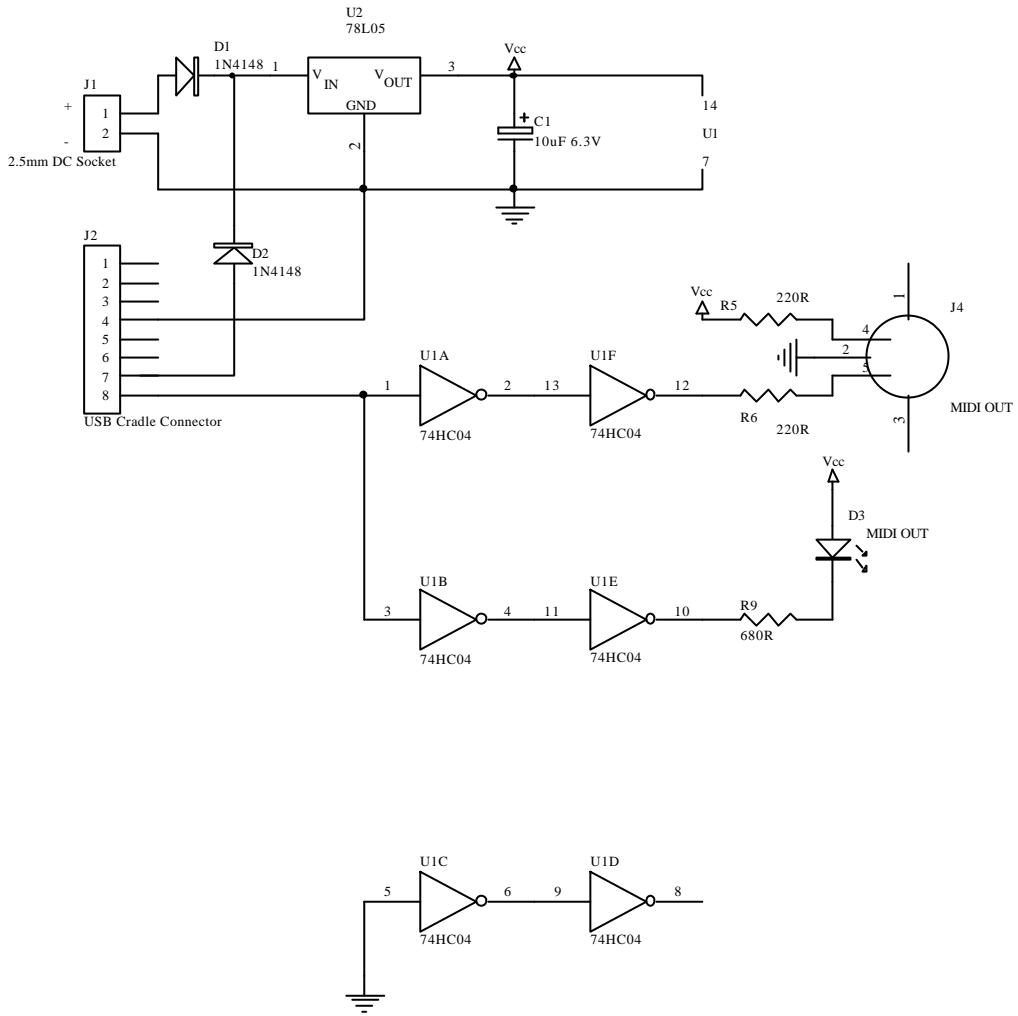 U2
78L05
D1
1N4148
1
VIN
VOUT
GND
3
Vcc
2
J1
+
1
2
-
2.5mm DC Socket
+
C1
10uF 6.3V
14
U1
7
J2
1
2
3
4
5
6
7
8
USB Cradle Connector
D2
1N4148
Vcc
R5
220R
1
J4
4
2
5
3
MIDI OUT
U1A
1
2
74HC04
U1F
13
12
74HC04
R6
220R
Vcc
D3
MIDI OUT
U1B
3
4
74HC04
U1E
11
10
74HC04
R9
680R
U1C
5
6
74HC04
U1D
9
8
74HC04